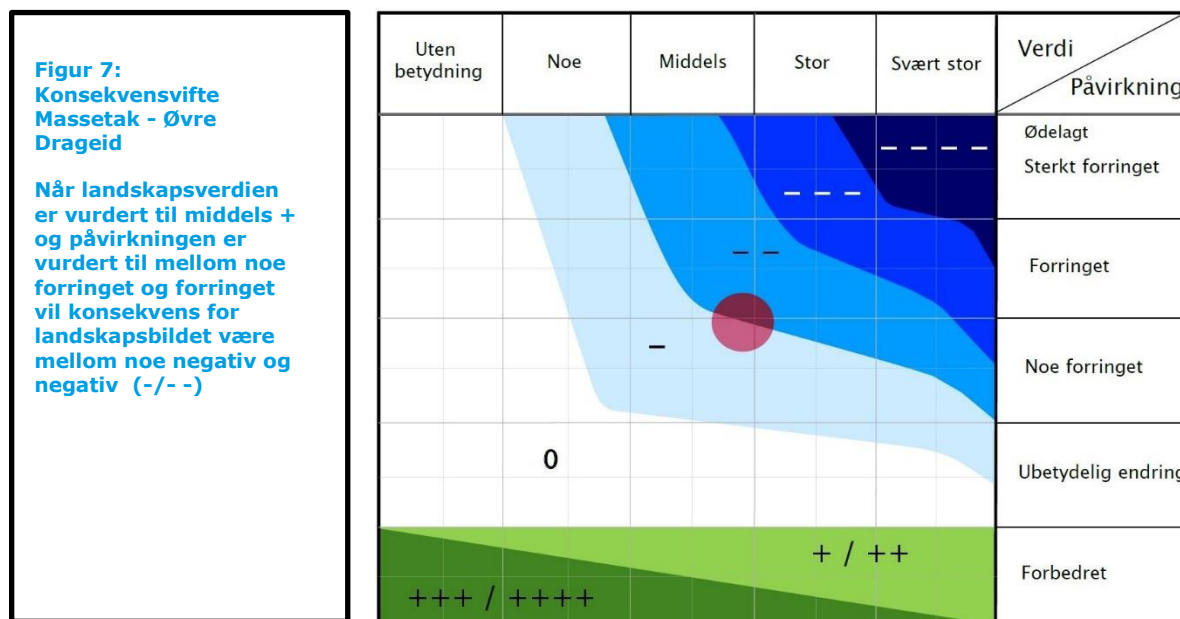 Figur 7:
Konsekvensvifte
Massetak - Øvre
Drageid
Når landskapsverdien
er vurdert til middels +
og påvirkningen er
vurdert til mellom noe
forringet og forringet
vil konsekvens for
landskapsbildet være
mellom noe negativ og
negativ (-/- -)
Uten
betydning
Noe
Middels
Stor
Svært stor
Verdi
Påvirkning
Ødelagt
Sterkt forringet
Forringet
Noe forringet
Ubetydelig endring
Forbedret
– – – –
– – –
– –
–
0
+ / ++
+++ / ++++